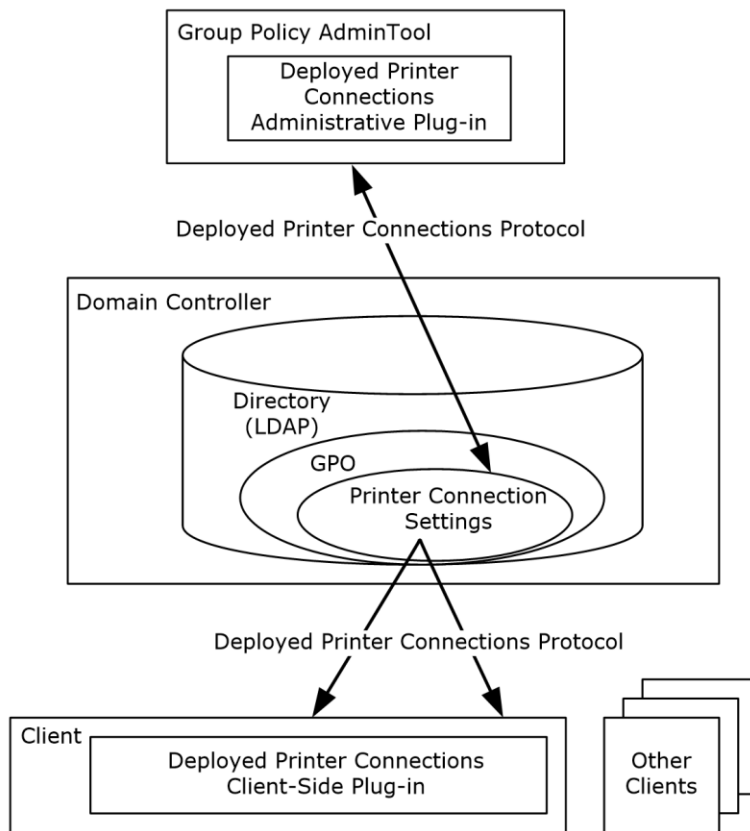 Group Policy AdminTool
Deployed Printer
Connections
Administrative Plug-in
Deployed Printer Connections Protocol
Domain Controller
Directory
(LDAP)
GPO
Printer Connection
Settings
Deployed Printer Connections Protocol
Client
Deployed Printer Connections
Client-Side Plug-in
Other
Clients